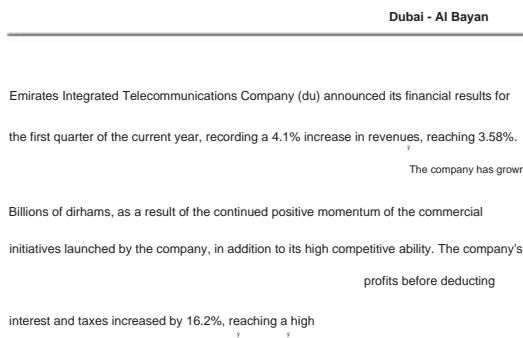 Dubai - Al Bayan
Emirates Integrated Telecommunications Company (du) announced its financial results for
the first quarter of the current year, recording a 4.1% increase in revenues, reaching 3.58%.
The company has grown
Billions of dirhams, as a result of the continued positive momentum of the commercial
initiatives launched by the company, in addition to its high competitive ability. The company's
profits before deducting
interest and taxes increased by 16.2%, reaching a high